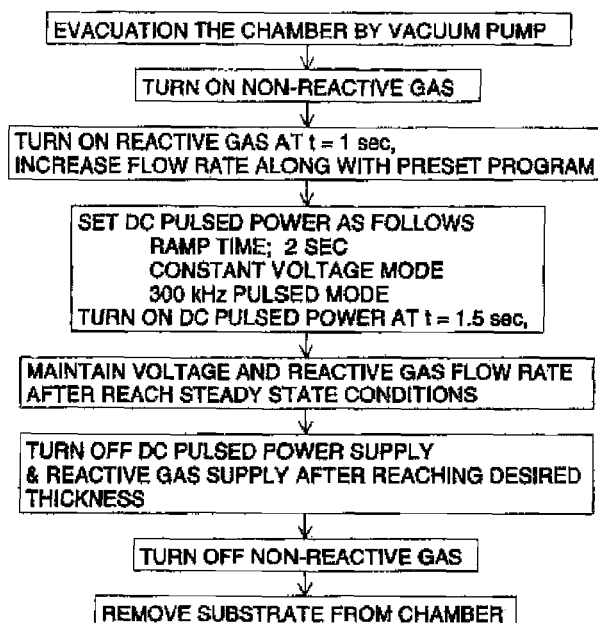 EVACUATION THE CHAMBER BY VACUUM PUMP
TURN ON NON-REACTIVE GAS
TURN ON REACTIVE GAS AT t = 1 sec,
INCREASE FLOW RATE ALONG WITH PRESET PROGRAM
SET DC PULSED POWER AS FOLLOWS
RAMP TIME; 2 SEC
CONSTANT VOLTAGE MODE
300 kHz PULSED MODE
TURN ON DC PULSED POWER AT t = 1.5 sec,
MAINTAIN VOLTAGE AND REACTIVE GAS FLOW RATE
AFTER REACH STEADY STATE CONDITIONS
TURN OFF DC PULSED POWER SUPPLY
& REACTIVE GAS SUPPLY AFTER REACHING DESIRED
THICKNESS
TURN OFF NON-REACTIVE GAS
REMOVE SUBSTRATE FROM CHAMBER